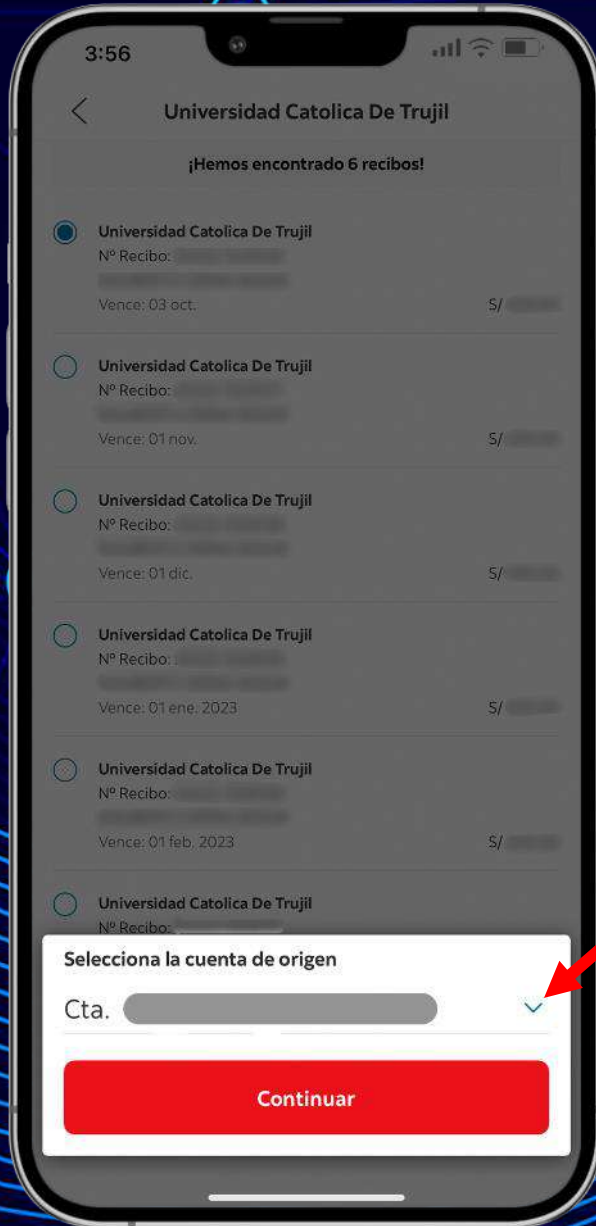 3:56
Universidad Catolica De Trujil
¡Hemos encontrado 6 recibos!
Universidad Catolica De Trujil
Nº Recibo:
Vence: 03 oct. S/
Universidad Catolica De Trujil
Nº Recibo:
Vence: 01 nov. S/
Universidad Catolica De Trujil
Nº Recibo:
Vence: 01 dic. S/
Universidad Catolica De Trujil
Nº Recibo:
Vence: 01 ene. 2023 S/
Universidad Catolica De Trujil
Nº Recibo:
Vence: 01 feb. 2023 S/
Universidad Catolica De Trujil
Nº Recibo:
Selecciona la cuenta de origen
Cta.
Continuar